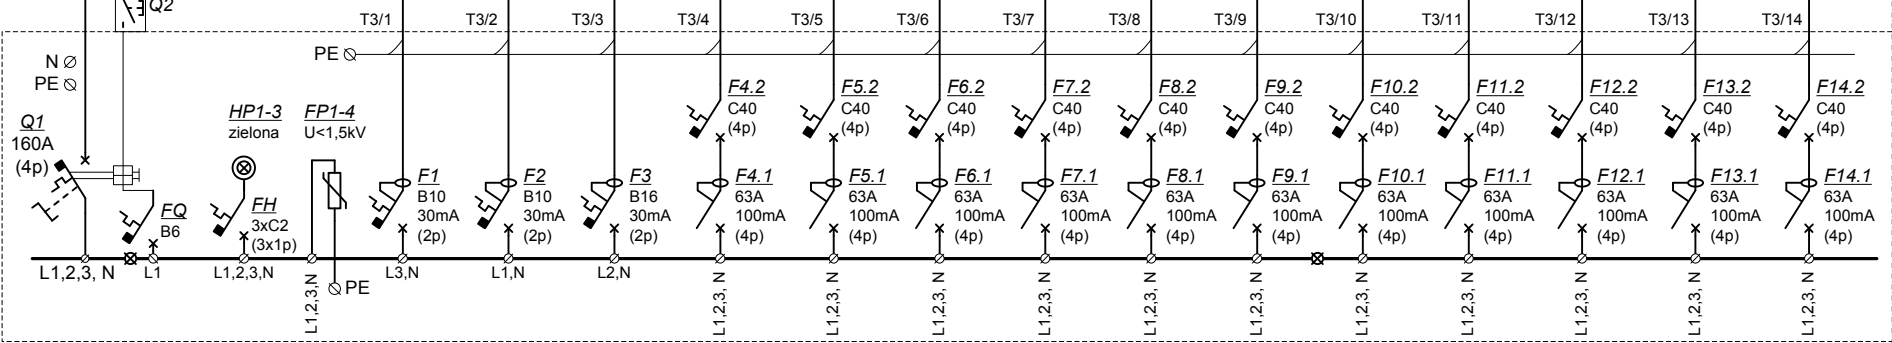 Q2
T3/1 T3/2 T3/3 T3/4 T3/5 T3/6 T3/7 T3/8 T3/9 T3/10 T3/11 T3/12 T3/13 T3/14
N
PE
PE
Q1
160A
(4p)
FQ
B6
HP1-3
zielona
FH
3xC2
(3x1p)
FP1-4
U<1,5kV
F1
B10
30mA
(2p)
F2
B10
30mA
(2p)
F3
B16
30mA
(2p)
F4.2
C40
(4p)
F4.1
63A
100mA
(4p)
F5.2
C40
(4p)
F5.1
63A
100mA
(4p)
F6.2
C40
(4p)
F6.1
63A
100mA
(4p)
F7.2
C40
(4p)
F7.1
63A
100mA
(4p)
F8.2
C40
(4p)
F8.1
63A
100mA
(4p)
F9.2
C40
(4p)
F9.1
63A
100mA
(4p)
F10.2
C40
(4p)
F10.1
63A
100mA
(4p)
F11.2
C40
(4p)
F11.1
63A
100mA
(4p)
F12.2
C40
(4p)
F12.1
63A
100mA
(4p)
F13.2
C40
(4p)
F13.1
63A
100mA
(4p)
F14.2
C40
(4p)
F14.1
63A
100mA
(4p)
L1,2,3, N
L1
L1,2,3,N
L1,2,3,N
PE
L3,N
L1,N
L2,N
L1,2,3, N
L1,2,3, N
L1,2,3, N
L1,2,3, N
L1,2,3, N
L1,2,3, N
L1,2,3, N
L1,2,3, N
L1,2,3, N
L1,2,3, N
L1,2,3, N